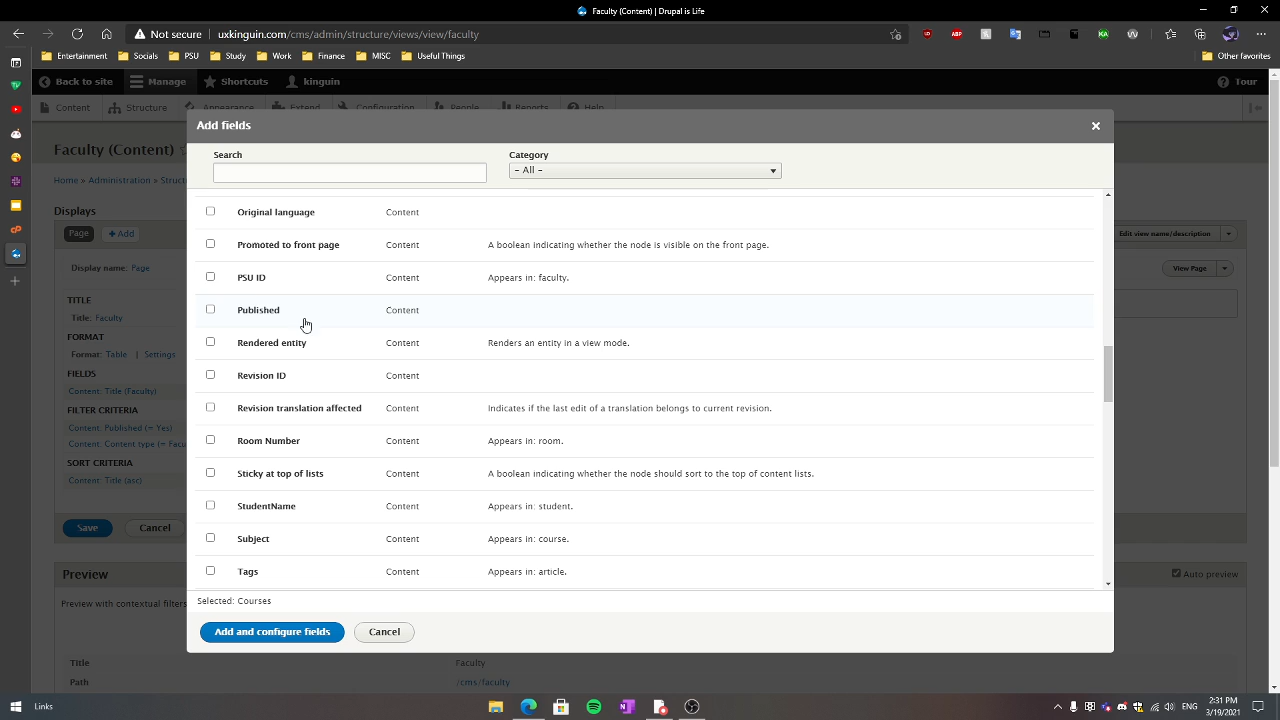 Faculty (Content) | Drupal is Life
Not secure | uxkinguin.com/cms/admin/structure/views/view/faculty
Entertainment Socials PSU Study Work Finance MISC Useful Things Other favorites
Back to site Manage Shortcuts kinguin Tour
Content Structure Appearance Extend Configuration People Reports Help
Add fields
Faculty (Content)
Search Category
- All -
Home » Administration » Struct
Displays
Original language Content
Page Add Edit view name/description
Promoted to front page Content A boolean indicating whether the node is visible on the front page.
Display name: Page View Page
PSU ID Content Appears in: faculty.
TITLE
Title: Faculty
Published Content
FORMAT
Format: Table | Settings
Rendered entity Content Renders an entity in a view mode.
FIELDS
Content: Title (Faculty)
Revision ID Content
FILTER CRITERIA
Content: Published (= Yes)
Revision translation affected Content Indicates if the last edit of a translation belongs to current revision.
Content: Content type (= Facu
Room Number Content Appears in: room.
SORT CRITERIA
Content: Title (asc)
Sticky at top of lists Content A boolean indicating whether the node should sort to the top of content lists.
StudentName Content Appears in: student.
Save Cancel
Subject Content Appears in: course.
Preview Auto preview
Tags Content Appears in: article.
Preview with contextual filters
Selected: Courses
Add and configure fields Cancel
Title Faculty
Path /cms/faculty
Links
2:31 PM
3/19/2021